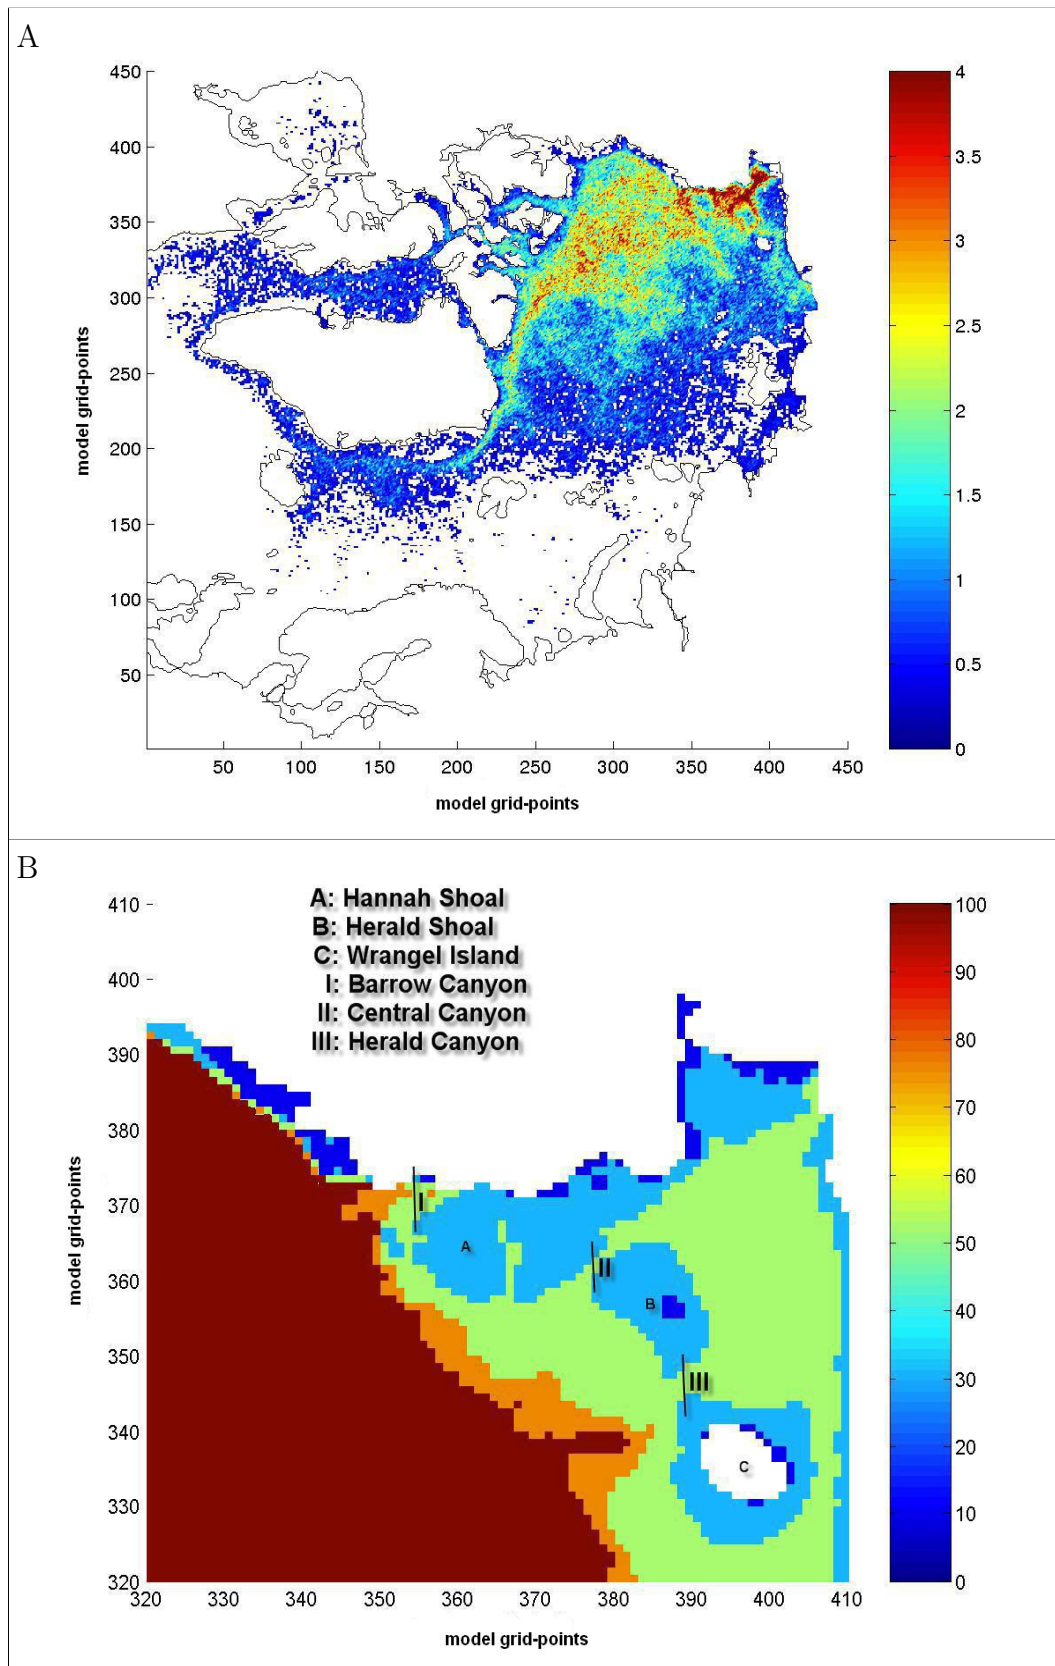 A
450
400
350
300
250
200
150
100
50
model grid-points
50 100 150 200 250 300 350 400 450
model grid-points
4
3.5
3
2.5
2
1.5
1
0.5
0
B
A: Hannah Shoal
B: Herald Shoal
C: Wrangel Island
I: Barrow Canyon
II: Central Canyon
III: Herald Canyon
410
400
390
380
370
360
350
340
330
320
model grid-points
I
A
II
B
III
C
320 330 340 350 360 370 380 390 400 410
model grid-points
100
90
80
70
60
50
40
30
20
10
0